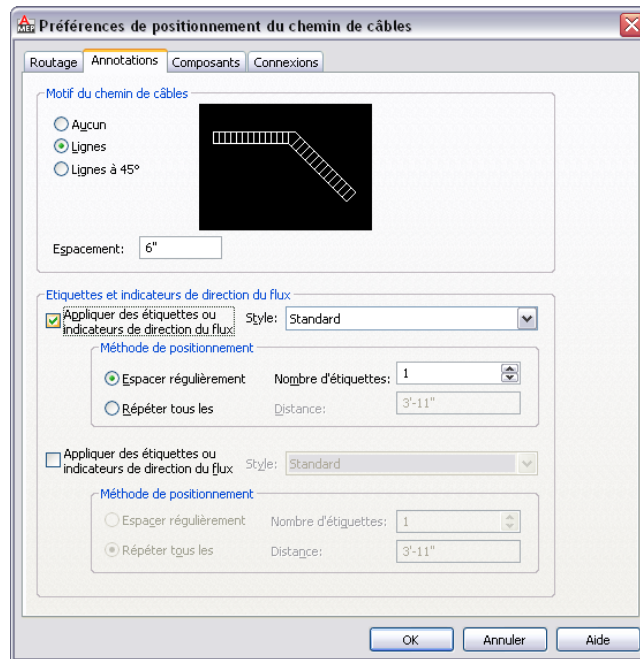 A
MEP
Préférences de positionnement du chemin de câbles
Routage Annotations Composants Connexions
Motif du chemin de câbles
Aucun
Lignes
Lignes à 45°
Espacement: 6"
Etiquettes et indicateurs de direction du flux
Appliquer des étiquettes ou
indicateurs de direction du flux
Style: Standard
Méthode de positionnement
Espacer régulièrement Nombre d'étiquettes: 1
Répéter tous les Distance: 3'-11"
Appliquer des étiquettes ou
indicateurs de direction du flux
Style: Standard
Méthode de positionnement
Espacer régulièrement Nombre d'étiquettes: 1
Répéter tous les Distance: 3'-11"
OK Annuler Aide